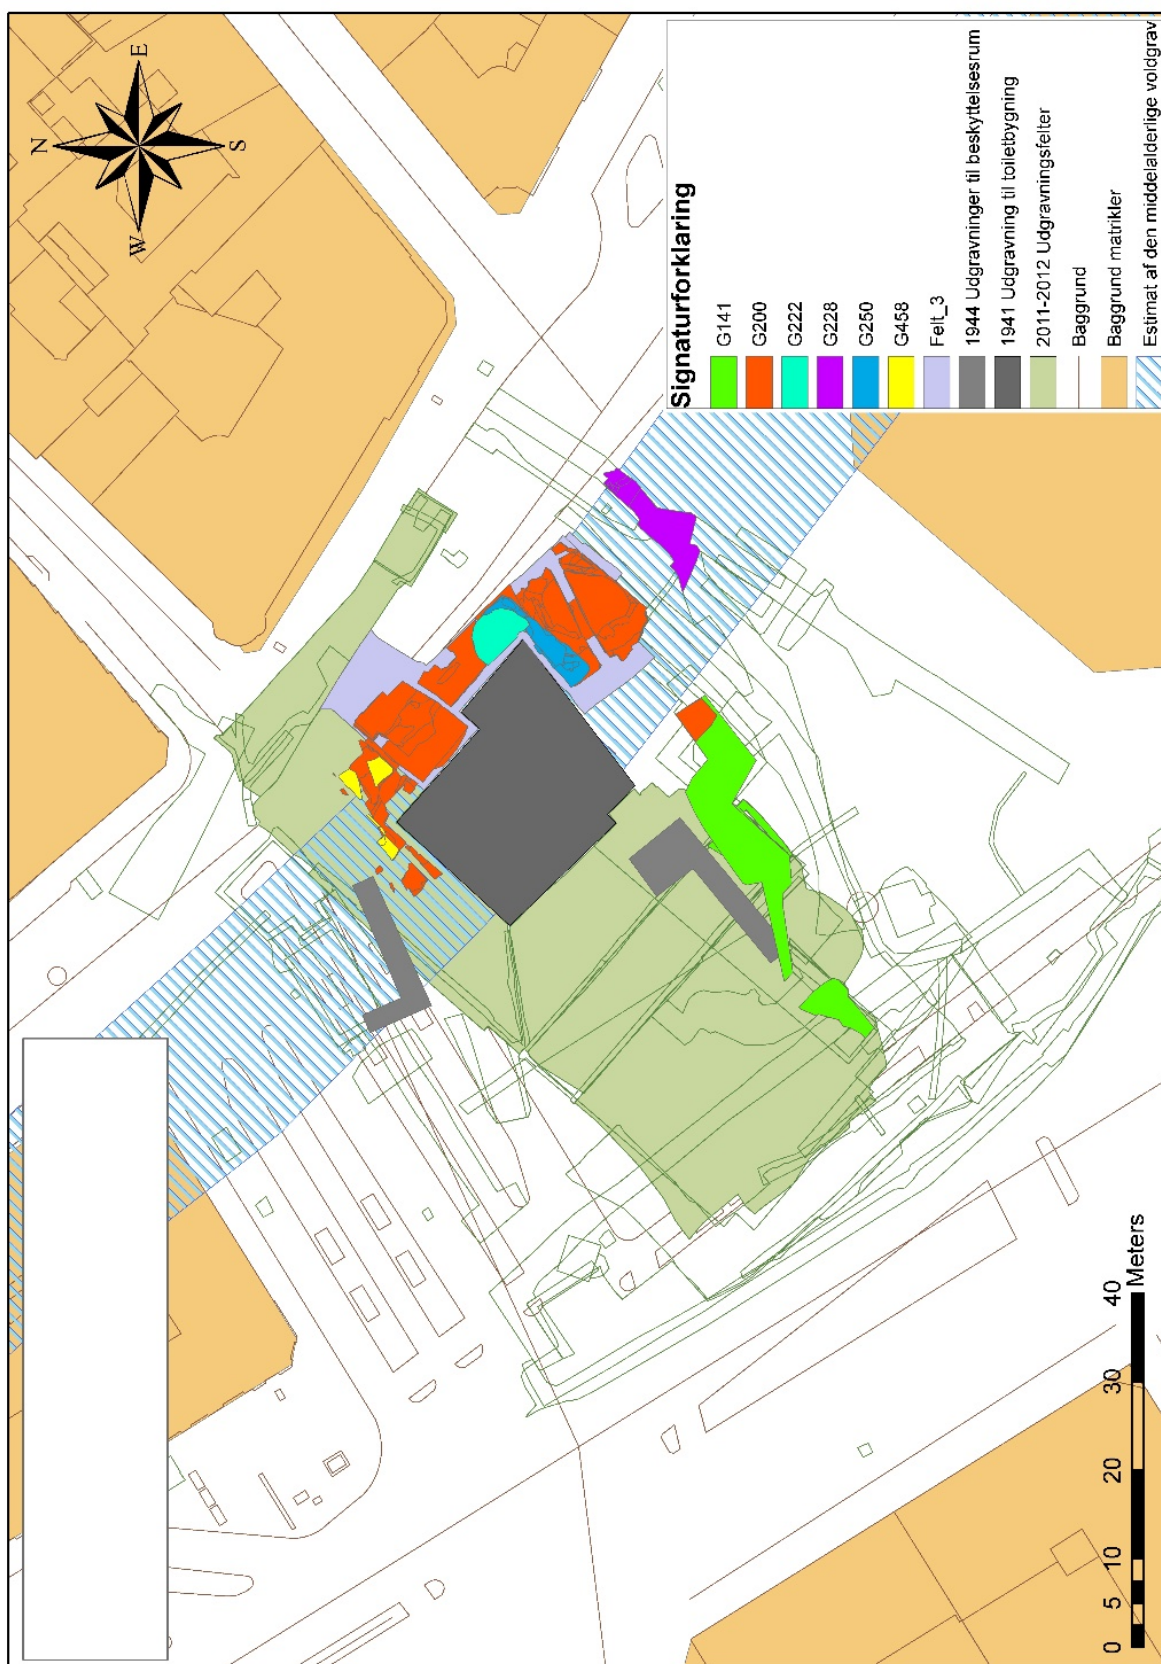 N
E
W
S
Signaturforklaring
G141
G200
G222
G228
G250
G458
Felt_3
1944 Udgravninger til beskyttelsesrum
1941 Udgravning til toiletbygning
2011-2012 Udgravningsfelter
Baggrund
Baggrund matrikler
Estimat af den middelalderlige voldgrav
0 5 10 20 30 40
Meters